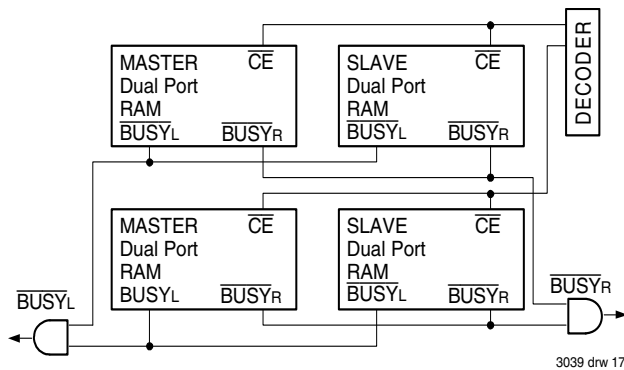 MASTER
Dual Port
RAM
CE
BUSYL BUSYR
SLAVE
Dual Port
RAM
CE
BUSYL BUSYR
DECODER
MASTER
Dual Port
RAM
CE
BUSYL BUSYR
SLAVE
Dual Port
RAM
CE
BUSYL BUSYR
BUSYL
BUSYR
3039 drw 17